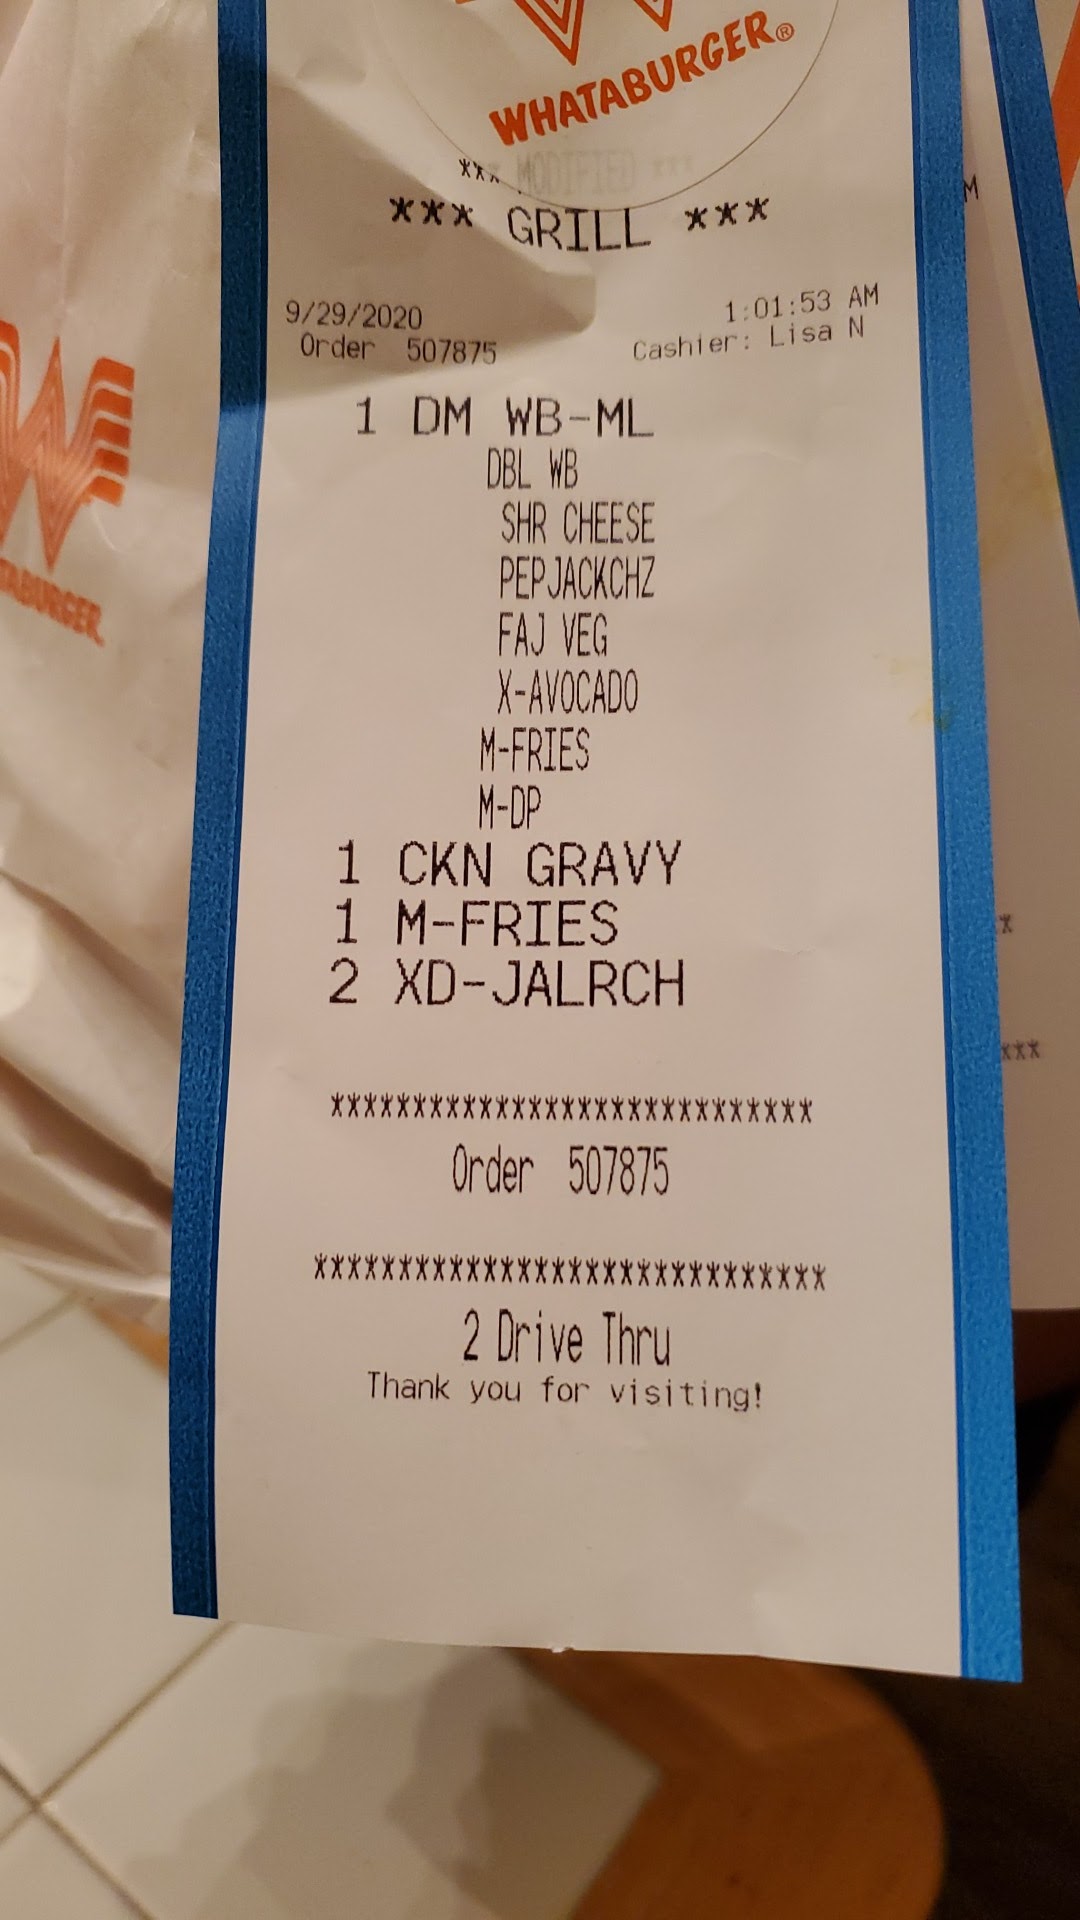 WHATABURGER®
*** MODIFIED ***
*** GRILL ***
9/29/2020 1:01:53 AM
Order 507875 Cashier: Lisa N
1 DM WB-ML
DBL WB
SHR CHEESE
PEPJACKCHZ
FAJ VEG
X-AVOCADO
M-FRIES
M-DP
1 CKN GRAVY
1 M-FRIES
2 XD-JALRCH
*****************************
Order 507875
*******************************
2 Drive Thru
Thank you for visiting!
TABURGER
M
*
***